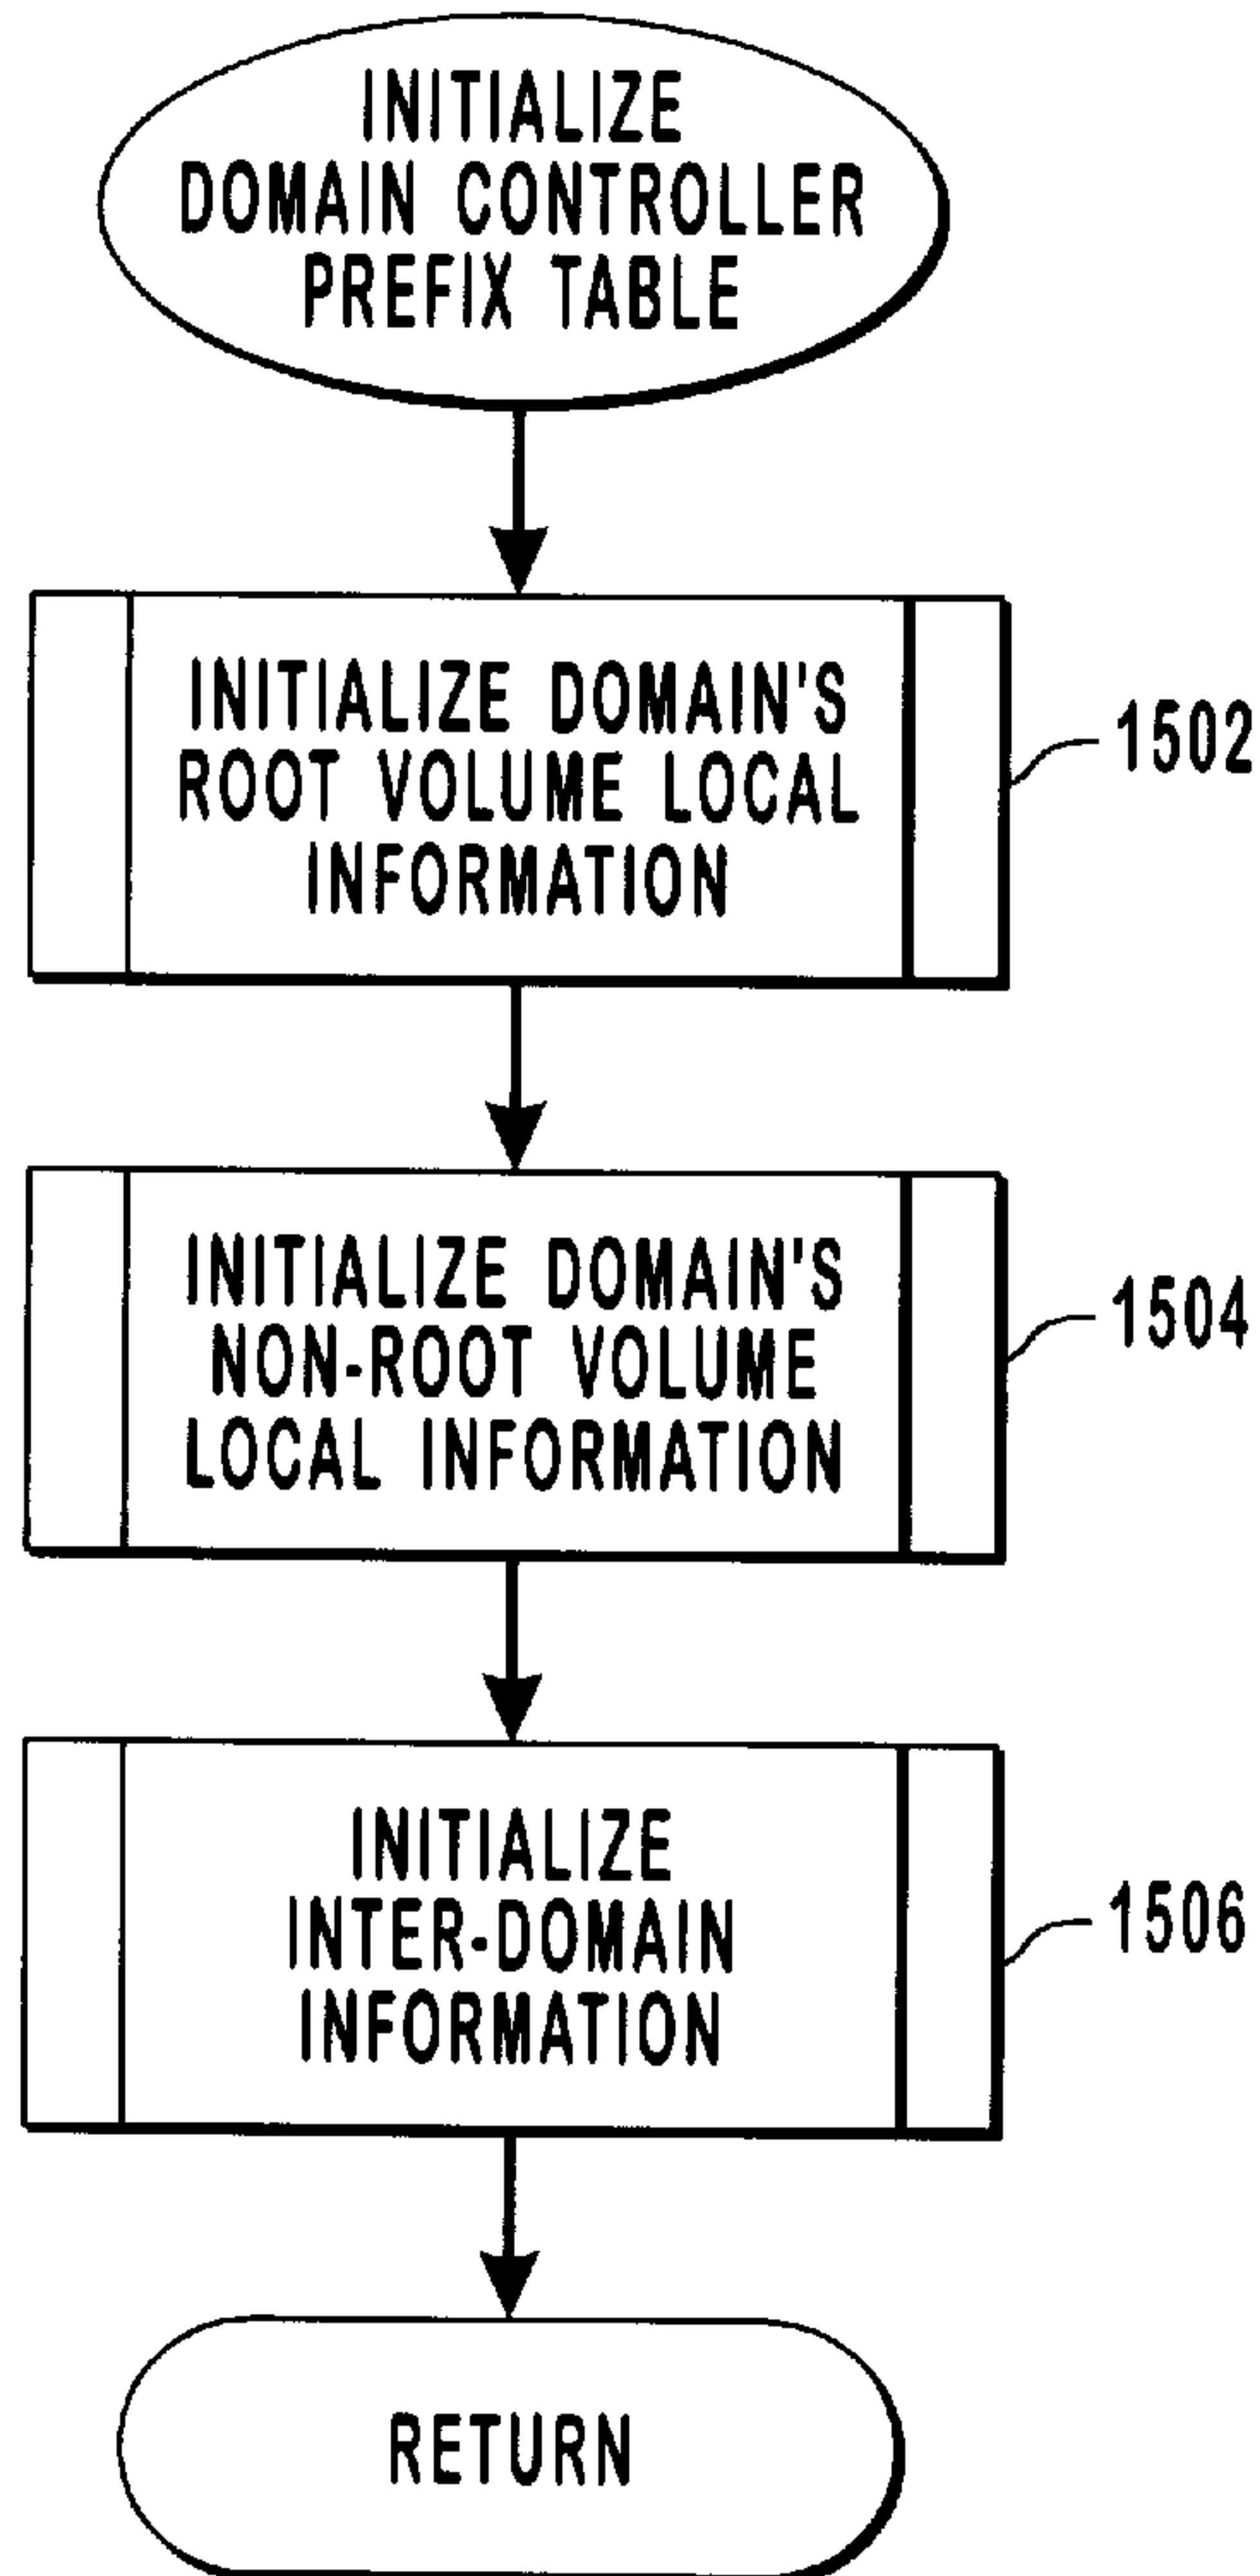 INITIALIZE
DOMAIN CONTROLLER
PREFIX TABLE
INITIALIZE DOMAIN'S
ROOT VOLUME LOCAL
INFORMATION
1502
INITIALIZE DOMAIN'S
NON-ROOT VOLUME
LOCAL INFORMATION
1504
INITIALIZE
INTER-DOMAIN
INFORMATION
1506
RETURN